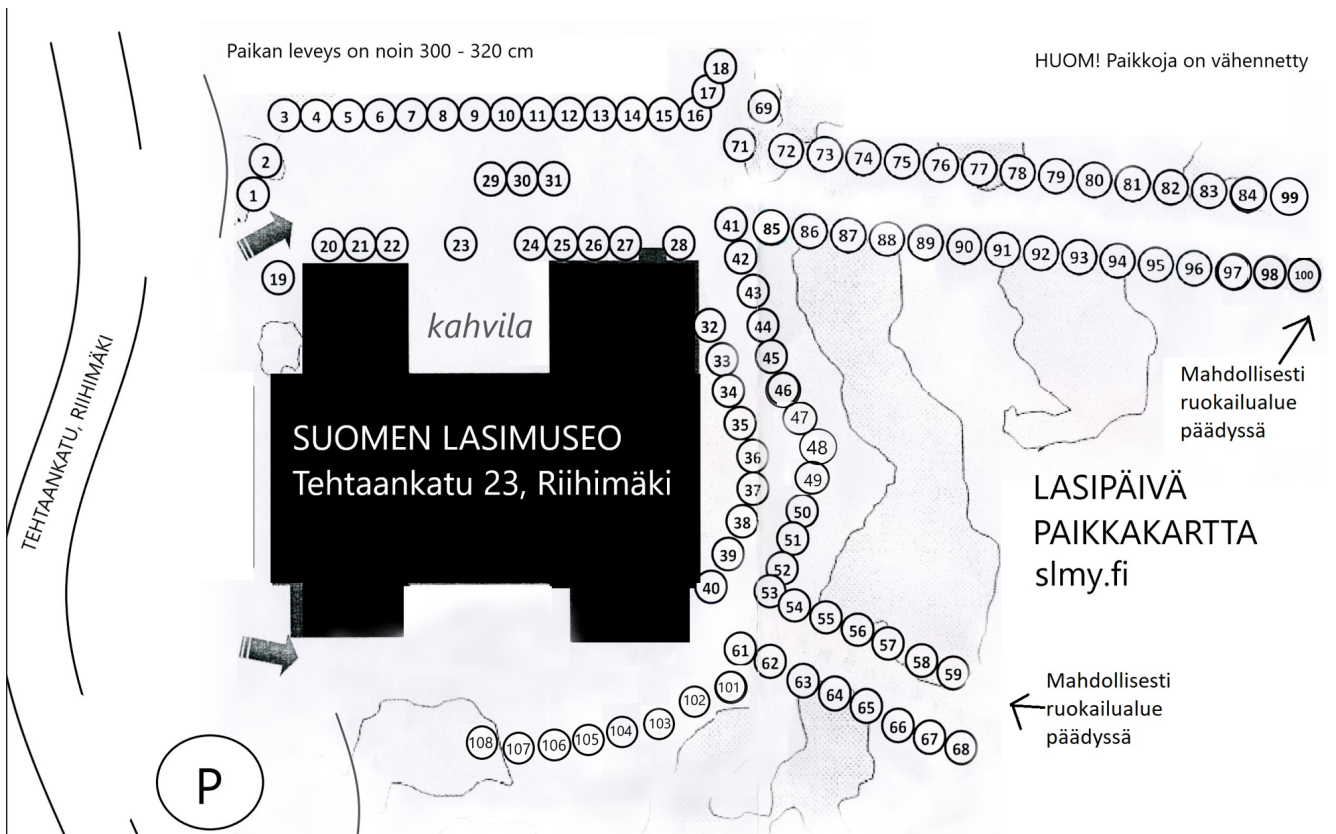 Paikan leveys on noin 300 - 320 cm
HUOM! Paikkoja on vähennetty
18
17
3 4 5 6 7 8 9 10 11 12 13 14 15 16
69
71 72 73 74 75 76 77 78 79 80 81 82 83 84 99
2
1
29 30 31
20 21 22 23 24 25 26 27 28
19
41 85 86 87 88 89 90 91 92 93 94 95 96 97 98 100
42
43
44
45
46
47
48
49
50
51
52
53
54 55 56 57 58 59
32
33
34
35
36
37
38
39
40
kahvila
SUOMEN LASIMUSEO
Tehtaankatu 23, Riihimäki
TEHTAANKATU, RIIHIMÄKI
Mahdollisesti
ruokailualue
päädyssä
LASIPÄIVÄ
PAIKKAKARTTA
slmy.fi
61 62 63 64 65 66 67 68
Mahdollisesti
ruokailualue
päädyssä
108 107 106 105 104 103 102 101
P